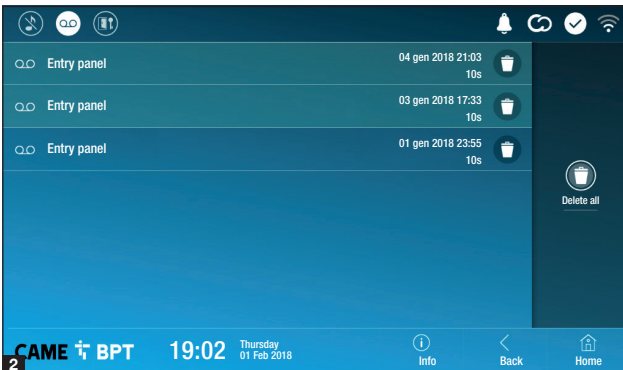 Entry panel
04 gen 2018 21:03
10s
Entry panel
03 gen 2018 17:33
10s
Entry panel
01 gen 2018 23:55
10s
Delete all
CAME BPT
19:02
Thursday
01 Feb 2018
Info
Back
Home
2